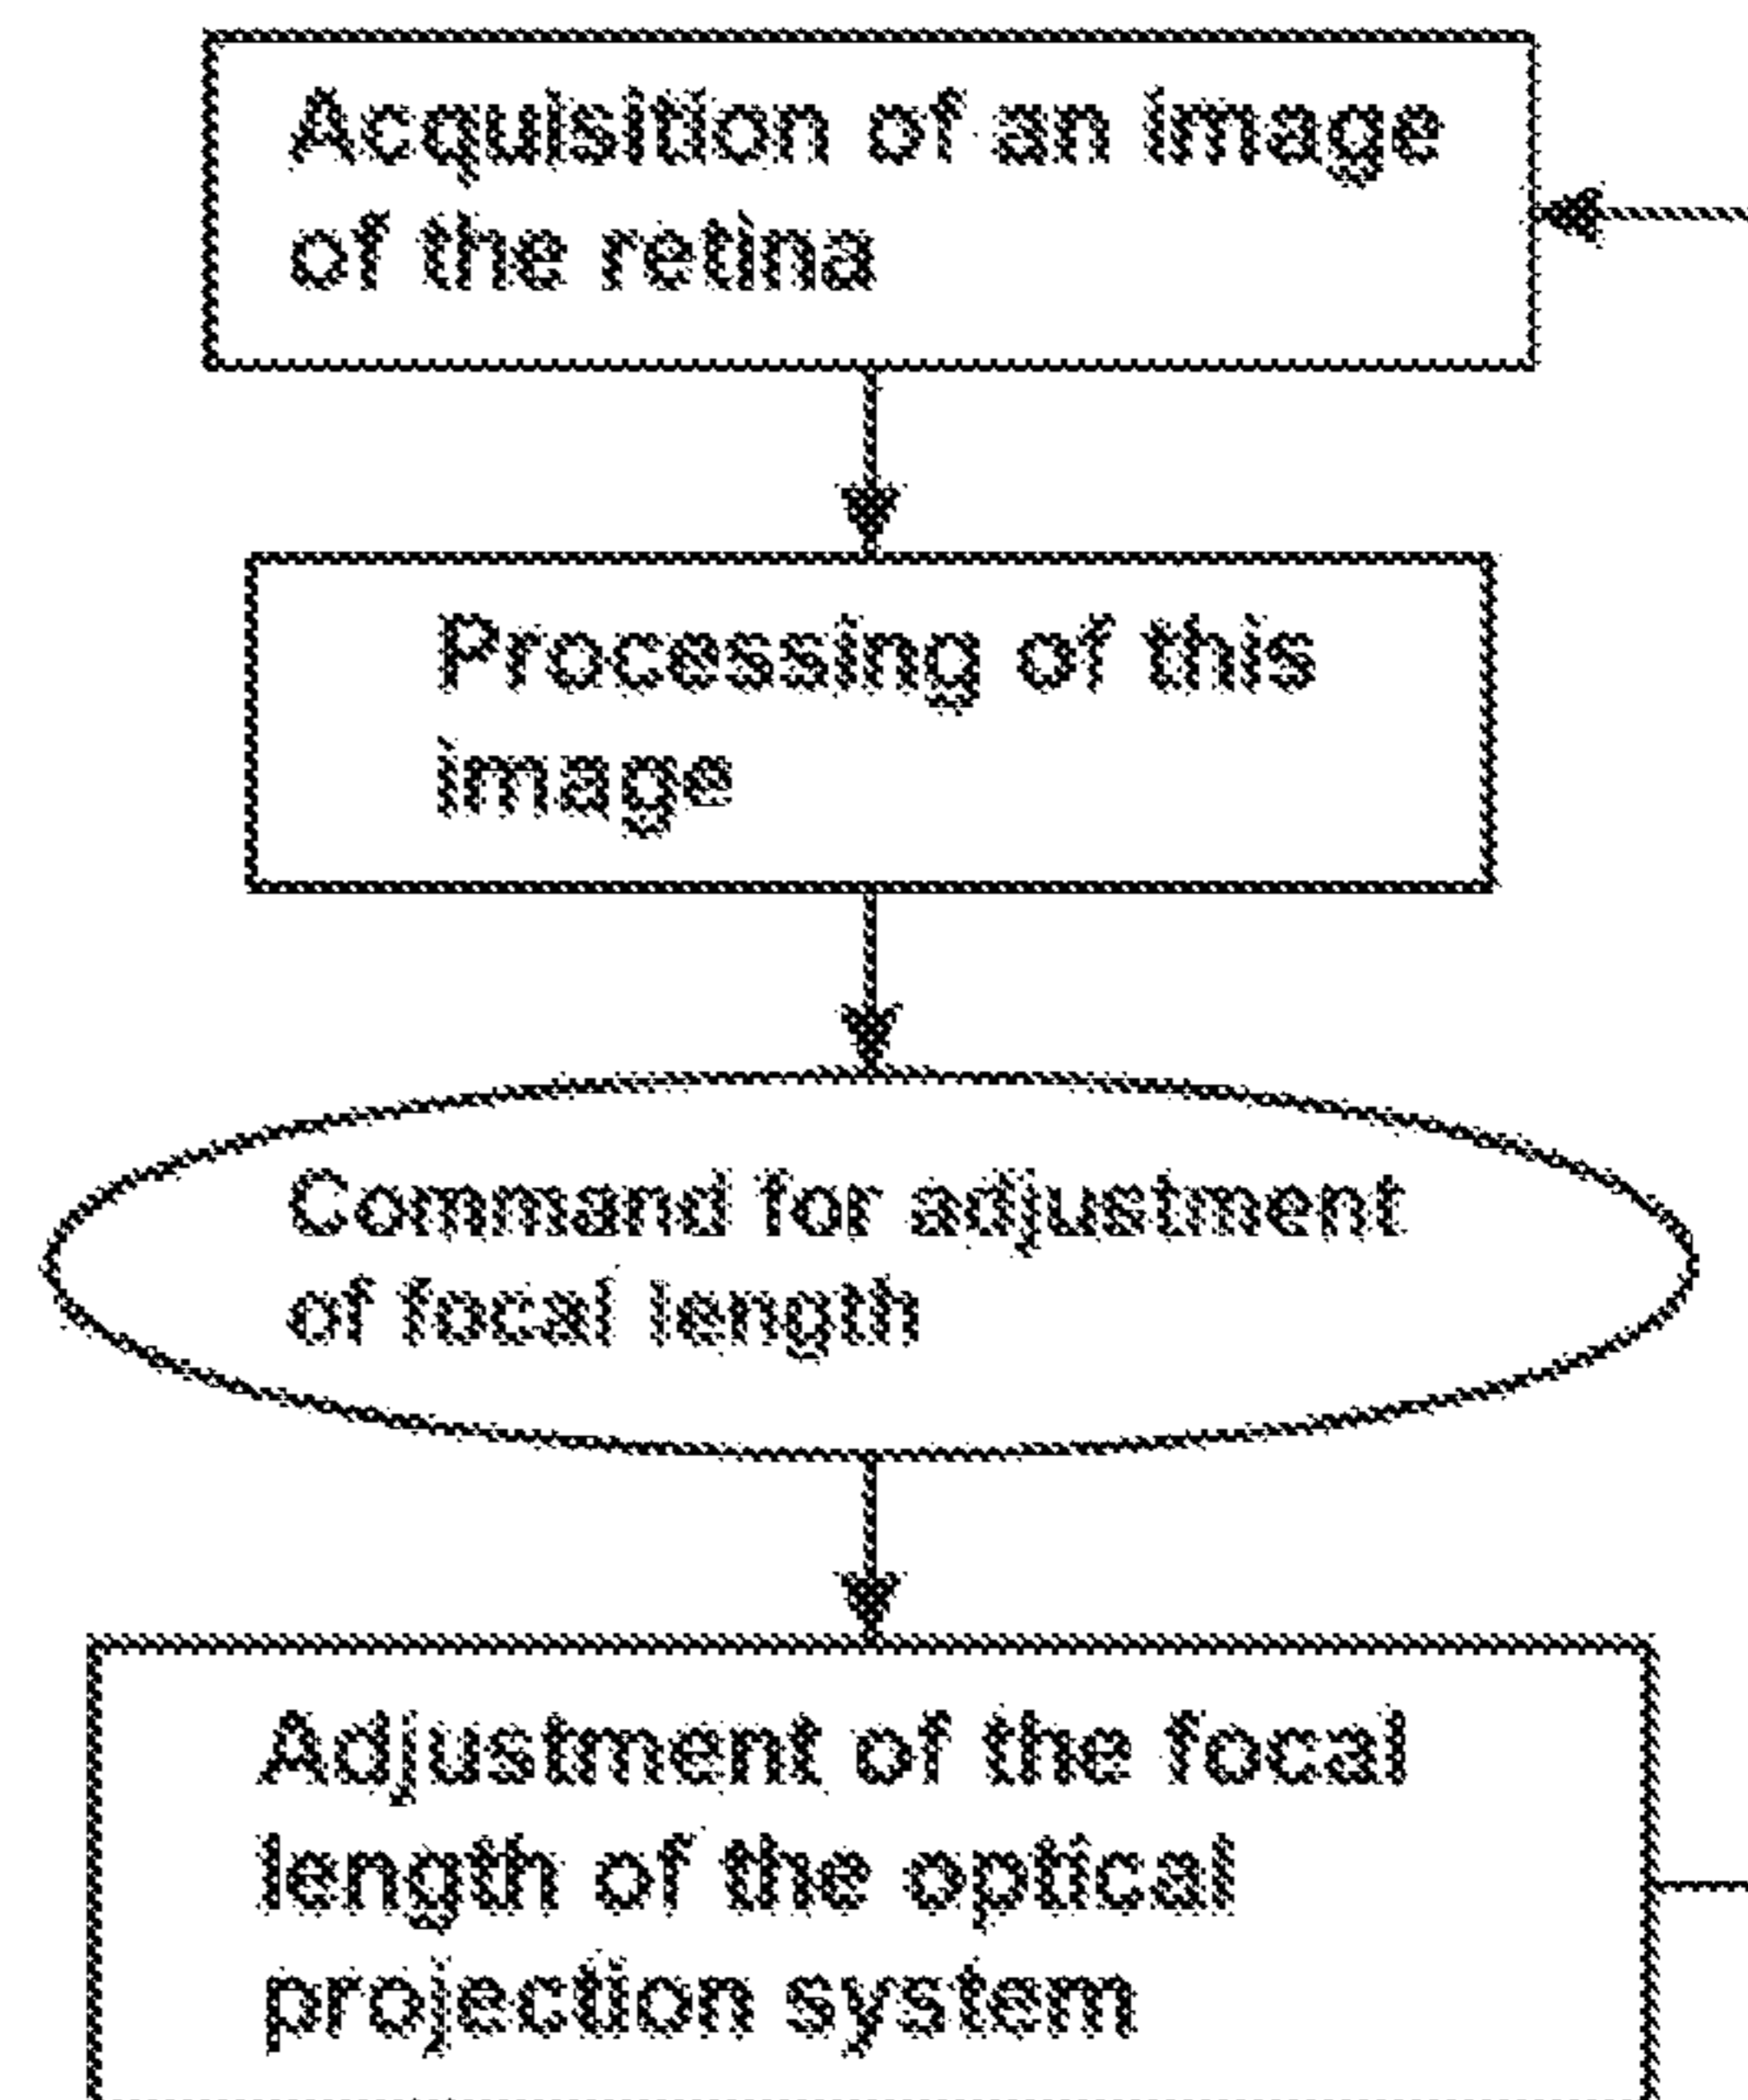 Acquisition of an image
of the retina
Processing of this
image
Command for adjustment
of focal length
Adjustment of the focal
length of the optical
projection system